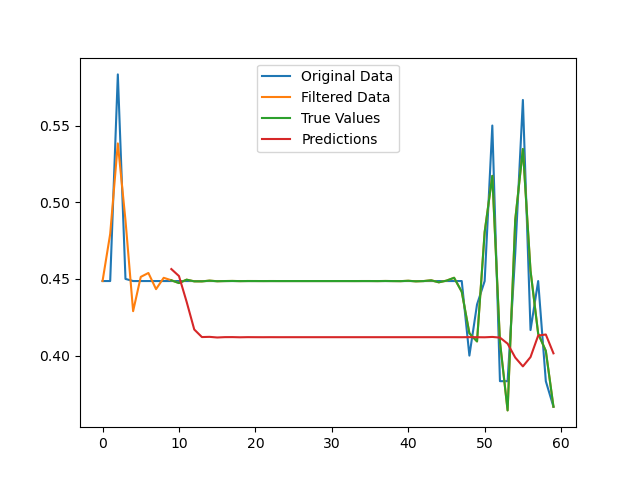 Original Data
Filtered Data
True Values
Predictions
0.55
0.50
0.45
0.40
0 10 20 30 40 50 60